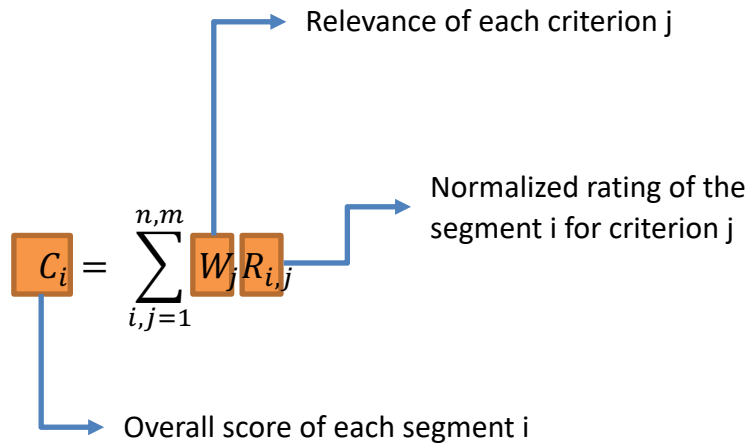 Relevance of each criterion j
Normalized rating of the
segment i for criterion j
n,m
C_i = ∑ W_j R_{i,j}
i,j=1
Overall score of each segment i